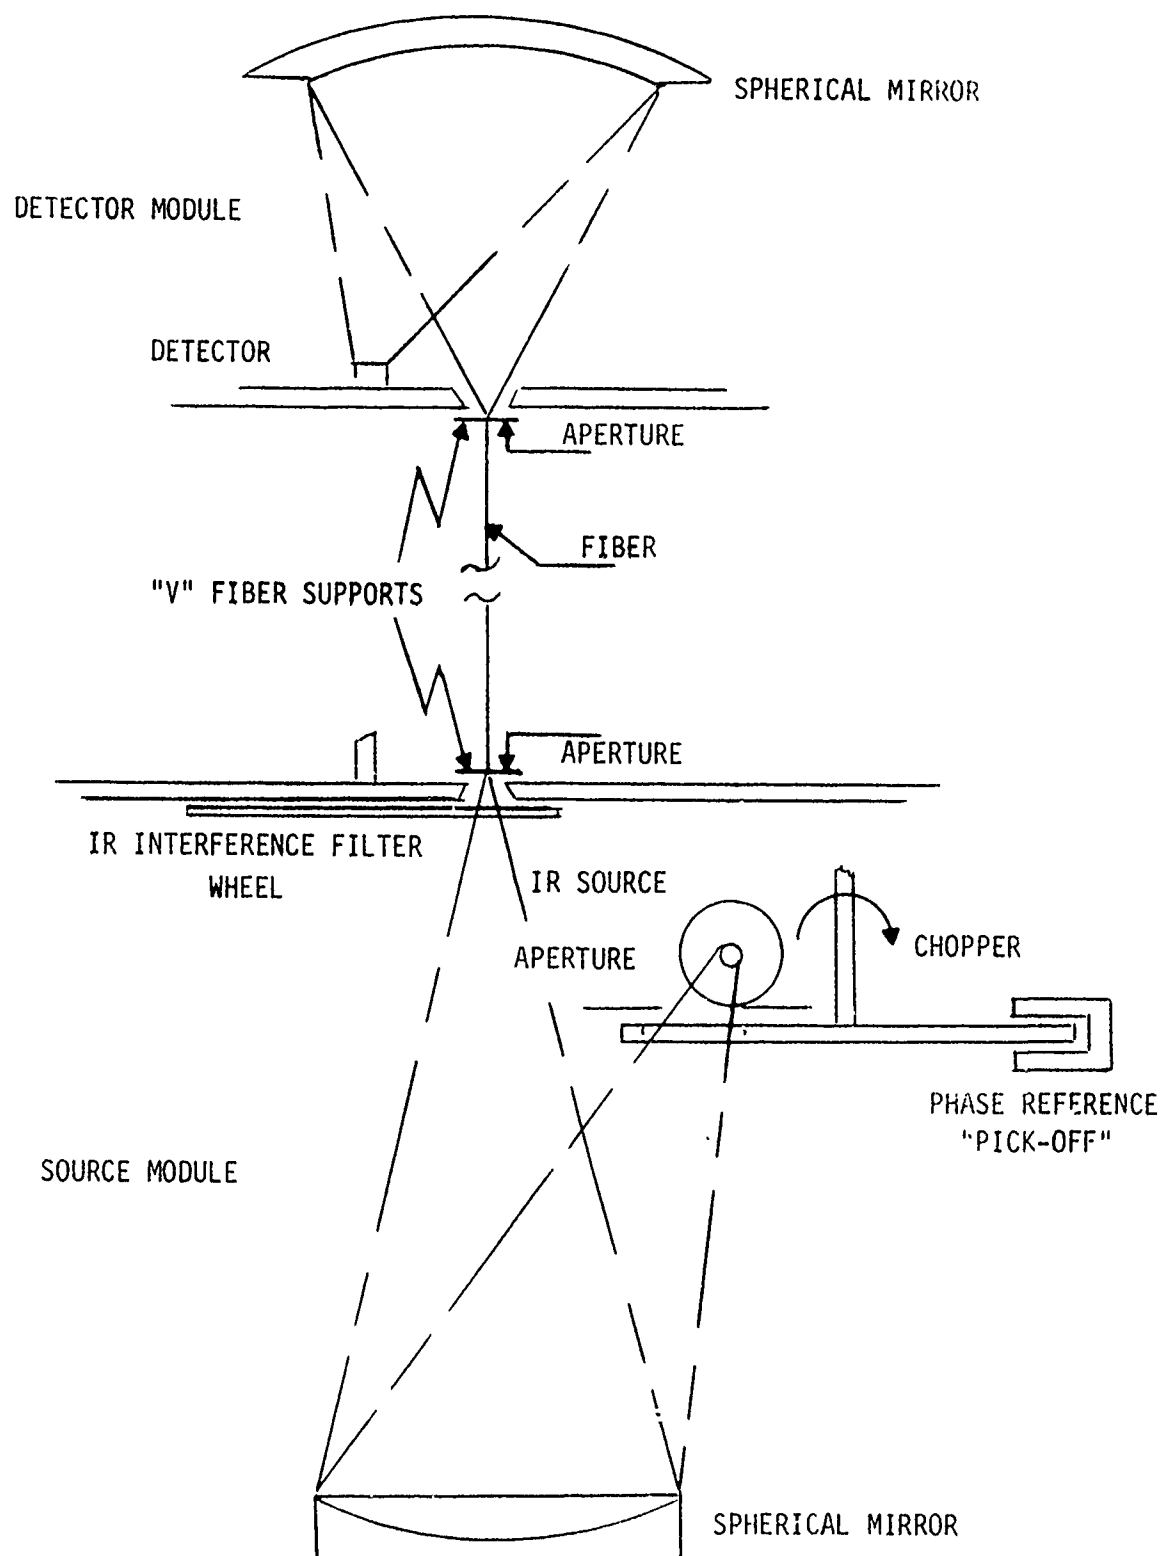 SPHERICAL MIRROR
DETECTOR MODULE
DETECTOR
APERTURE
FIBER
"V" FIBER SUPPORTS
APERTURE
IR INTERFERENCE FILTER
WHEEL
IR SOURCE
APERTURE
CHOPPER
PHASE REFERENCE
"PICK-OFF"
SOURCE MODULE
SPHERICAL MIRROR